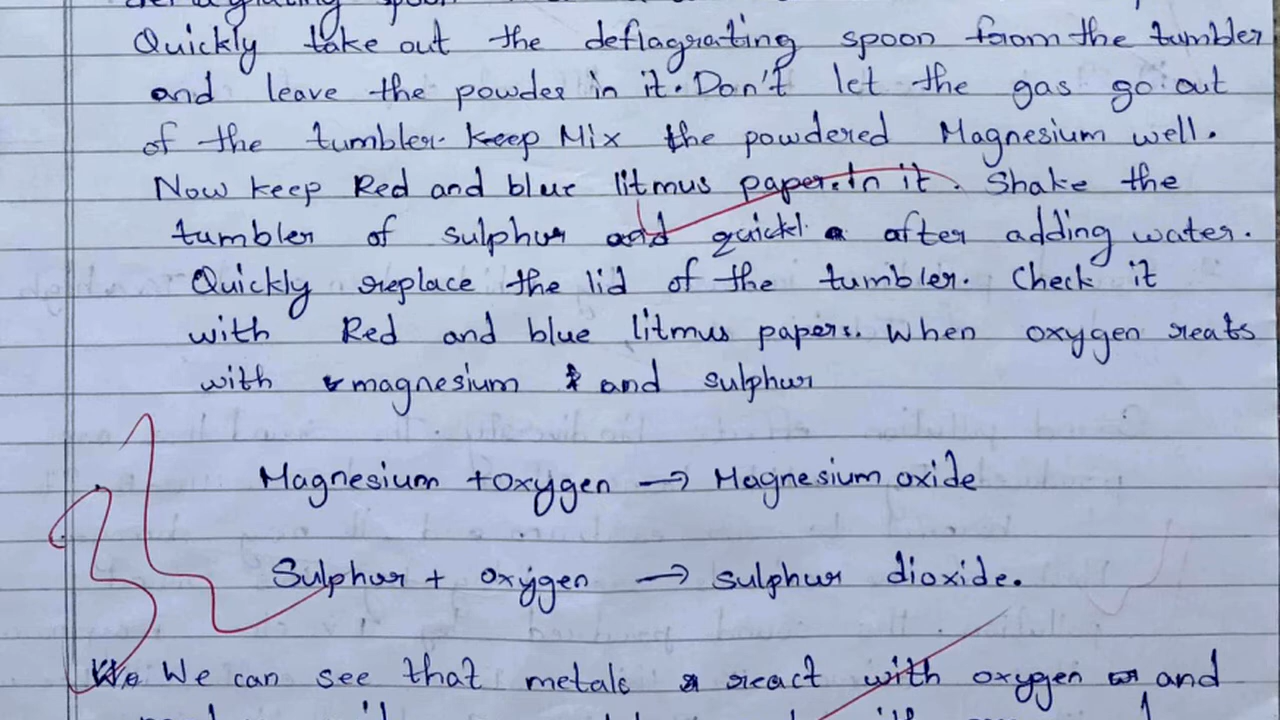 deflagrating spoon
Quickly take out the deflagrating spoon from the tumbler
and leave the powder in it. Don't let the gas go out
of the tumbler. Keep Mix the powdered Magnesium well.
Now keep Red and blue litmus paper. In it. Shake the
tumbler of sulphur and quickl after adding water.
Quickly replace the lid of the tumbler. Check it
with Red and blue litmus papers. When oxygen reats
with magnesium and sulphur
Magnesium + oxygen → Magnesium oxide
Sulphur + oxygen → sulphur dioxide.
We We can see that metals react with oxygen and